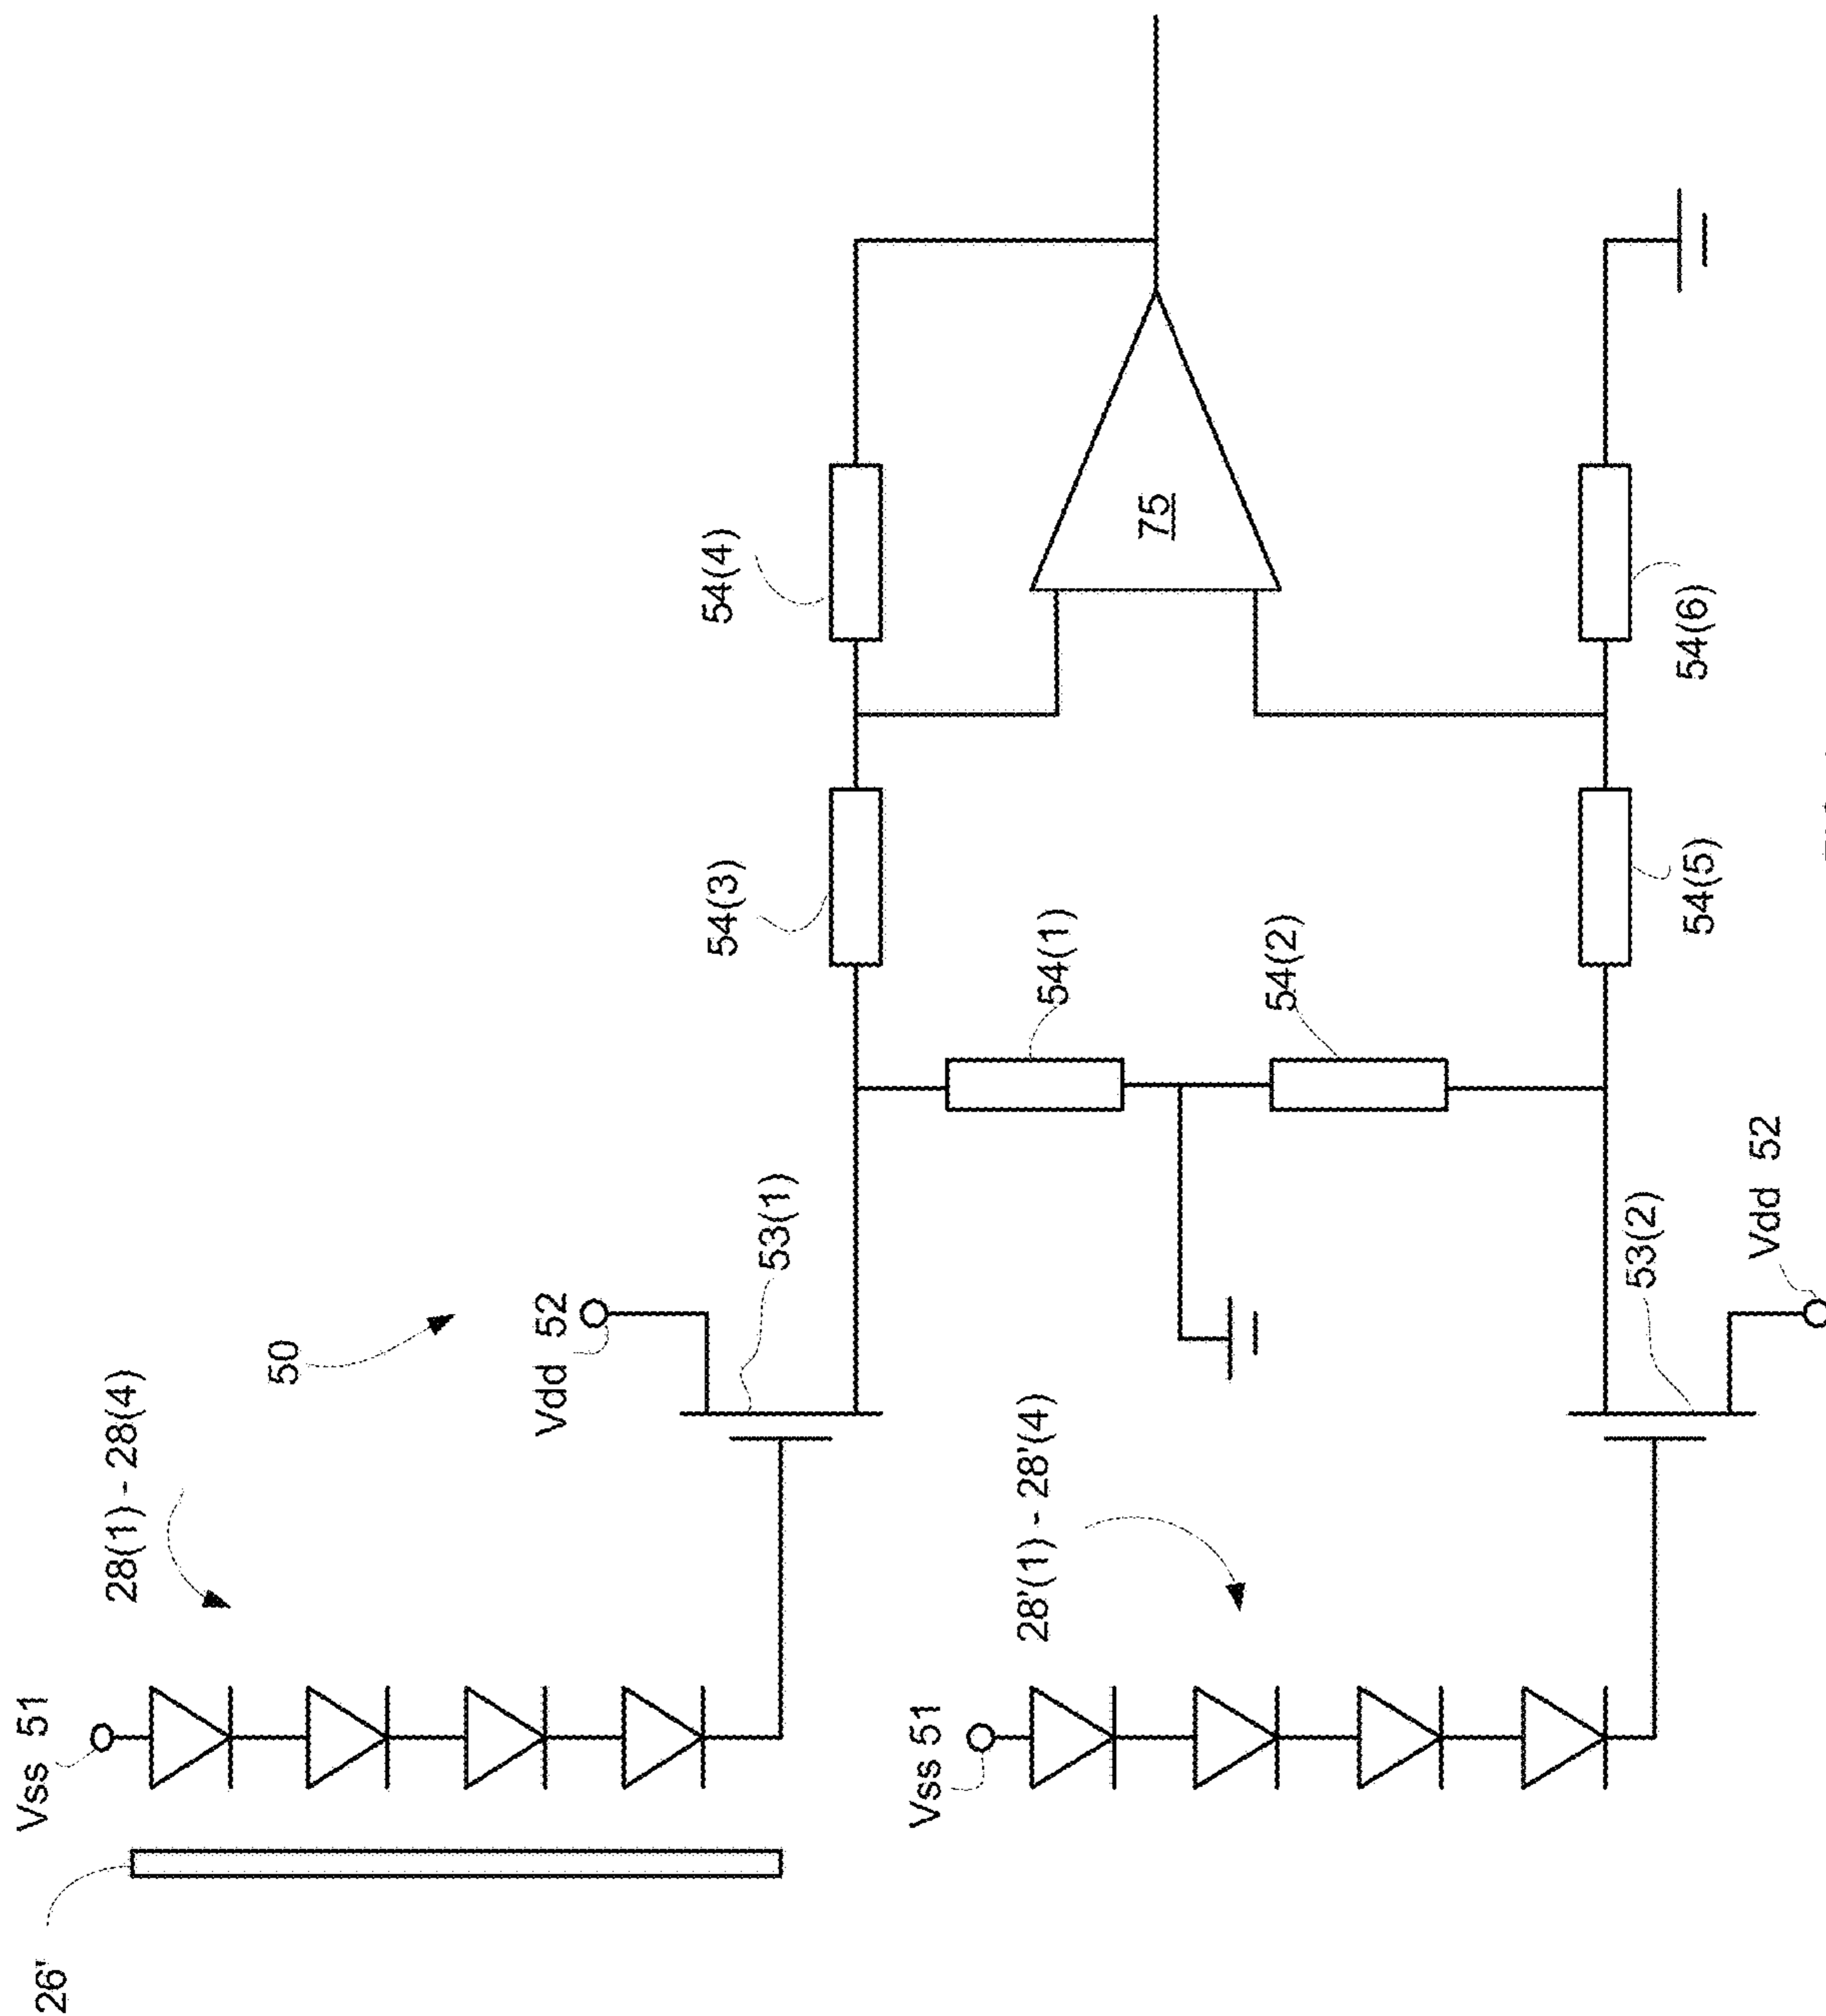 26'
Vss 51
28(1) - 28(4)
50
Vdd 52
53(1)
54(3)
54(4)
54(1)
54(2)
75
Vss 51
28'(1) - 28'(4)
53(2)
Vdd 52
54(5)
54(6)